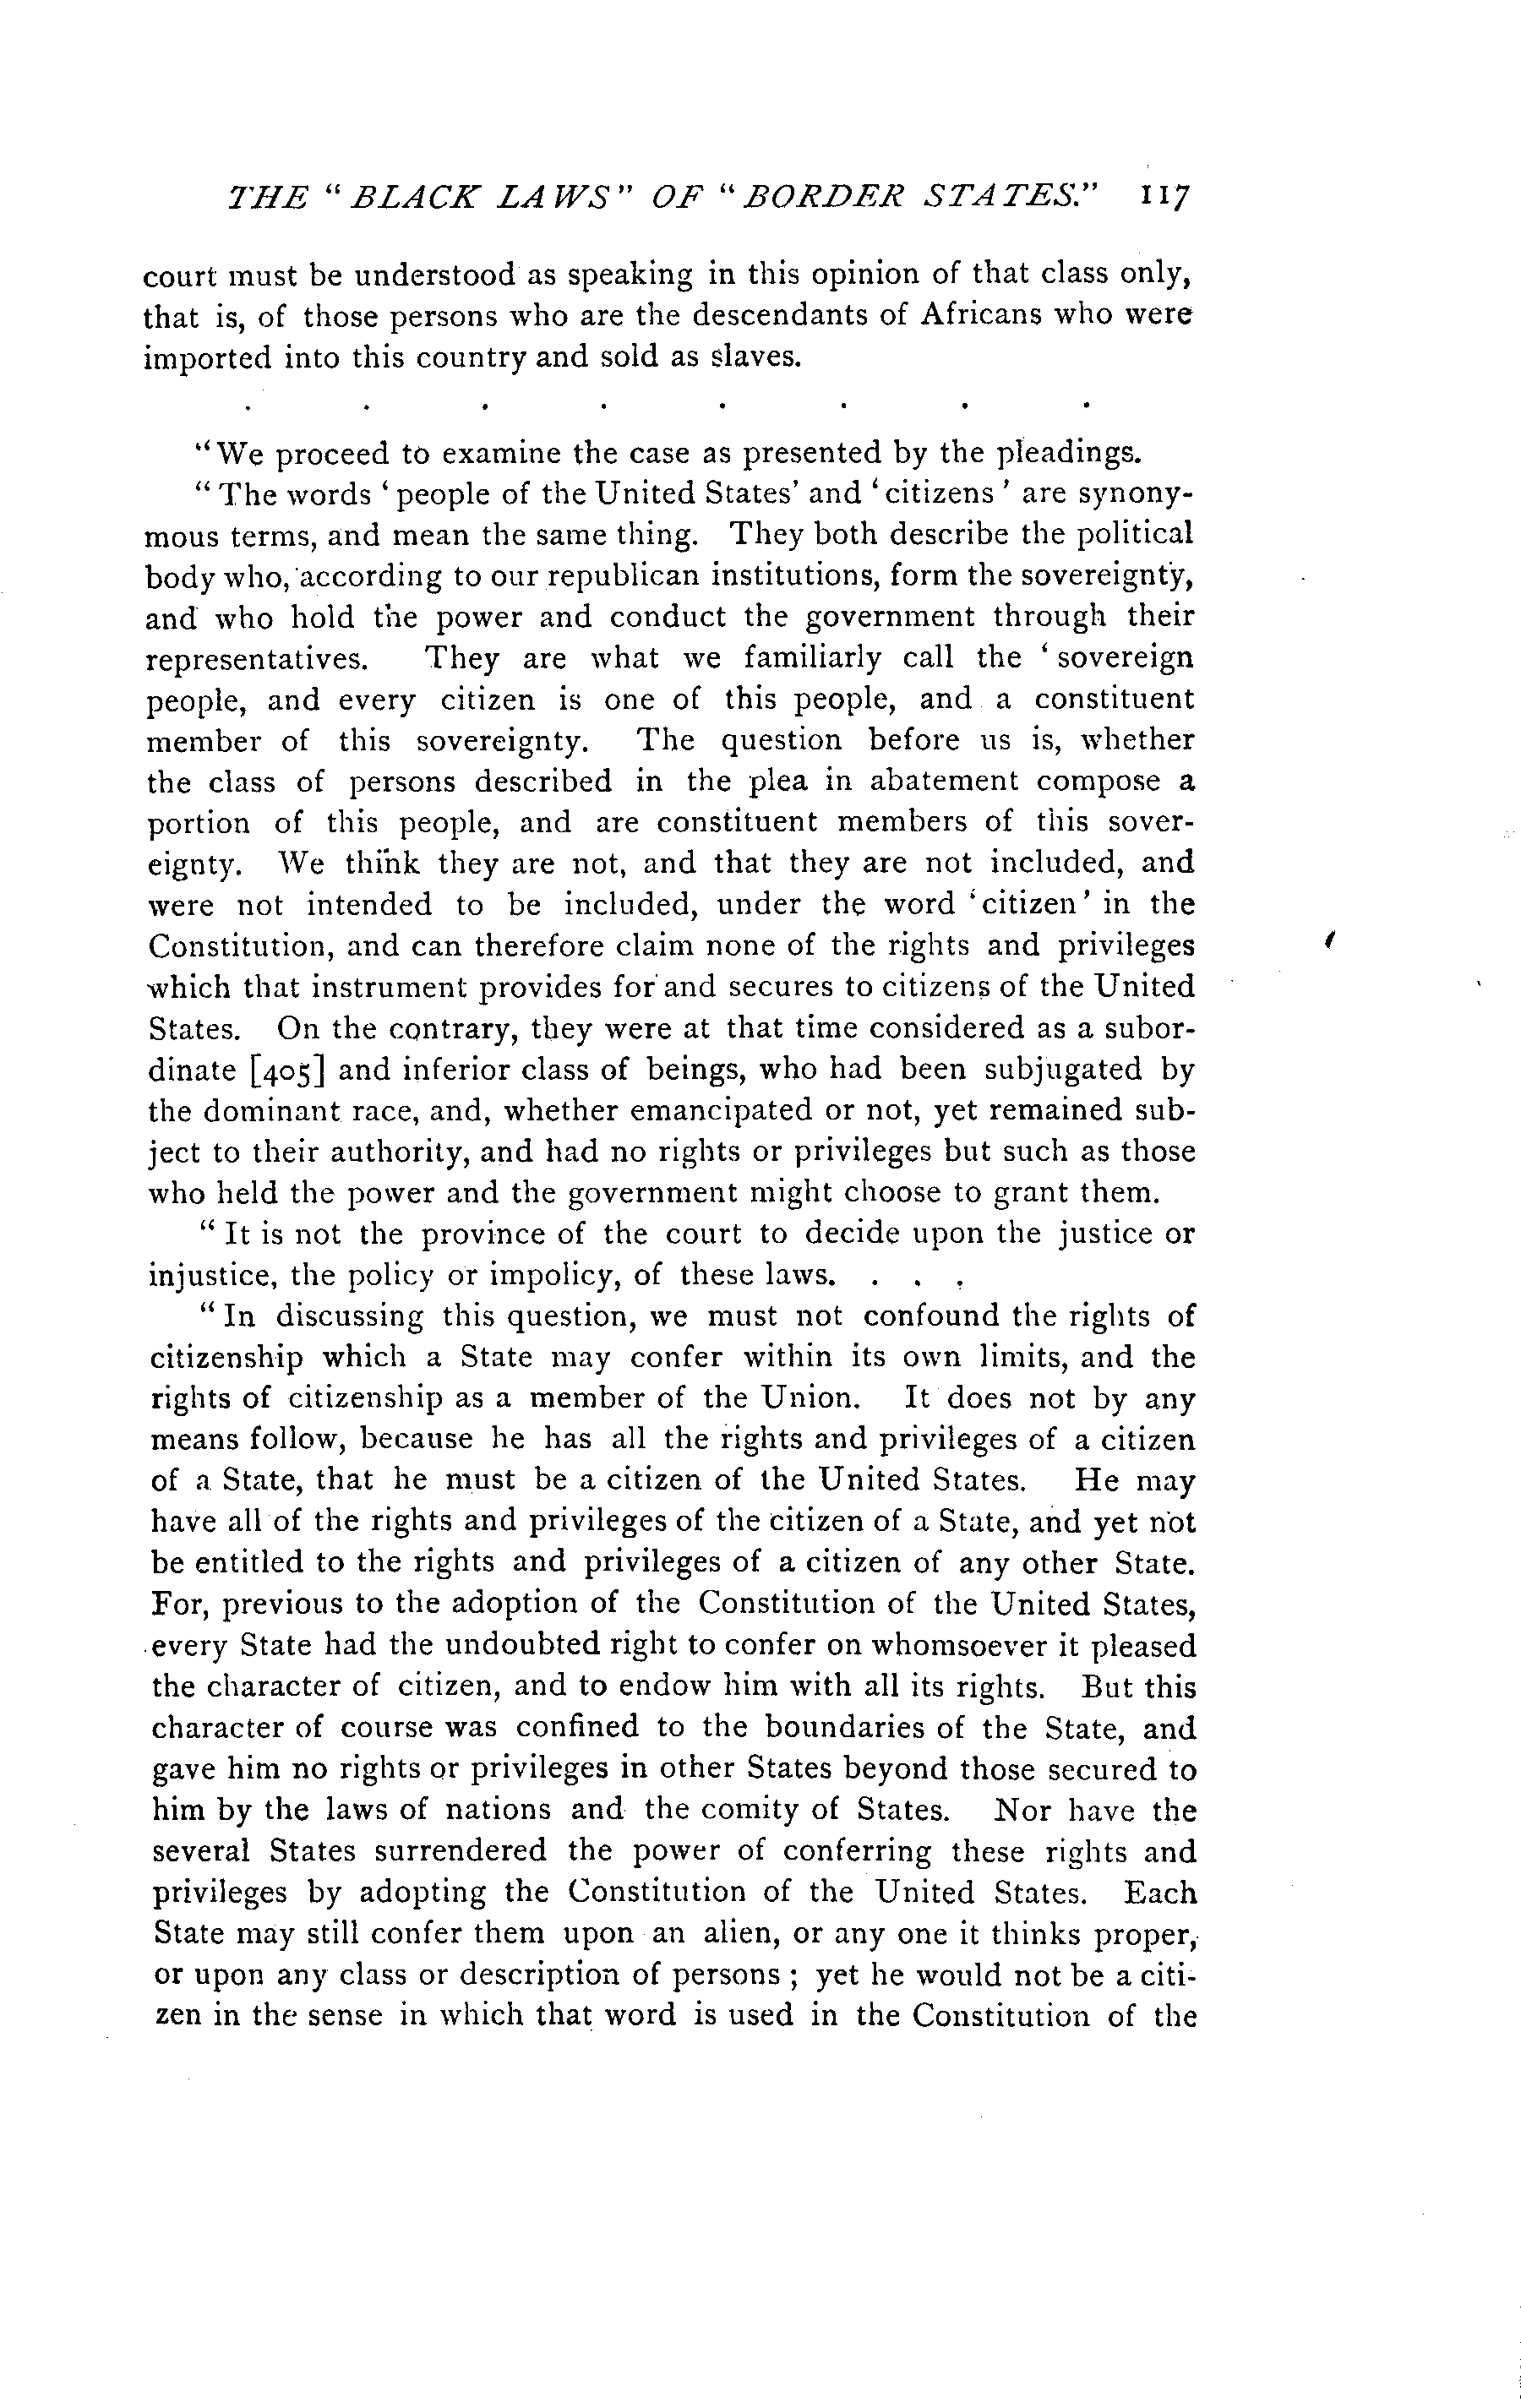 THE " BLACK LAWS" OF " BORDER STATES." 117
court must be understood as speaking in this opinion of that class only,
that is, of those persons who are the descendants of Africans who were
imported into this country and sold as slaves.
. . . . . . . .
"We proceed to examine the case as presented by the pleadings.
" The words ' people of the United States' and ' citizens ' are synony-
mous terms, and mean the same thing. They both describe the political
body who, according to our republican institutions, form the sovereignty,
and who hold the power and conduct the government through their
representatives. They are what we familiarly call the ' sovereign
people, and every citizen is one of this people, and a constituent
member of this sovereignty. The question before us is, whether
the class of persons described in the plea in abatement compose a
portion of this people, and are constituent members of this sover-
eignty. We think they are not, and that they are not included, and
were not intended to be included, under the word 'citizen' in the
Constitution, and can therefore claim none of the rights and privileges
which that instrument provides for and secures to citizens of the United
States. On the contrary, they were at that time considered as a subor-
dinate [405] and inferior class of beings, who had been subjugated by
the dominant race, and, whether emancipated or not, yet remained sub-
ject to their authority, and had no rights or privileges but such as those
who held the power and the government might choose to grant them.
" It is not the province of the court to decide upon the justice or
injustice, the policy or impolicy, of these laws. . . .
" In discussing this question, we must not confound the rights of
citizenship which a State may confer within its own limits, and the
rights of citizenship as a member of the Union. It does not by any
means follow, because he has all the rights and privileges of a citizen
of a State, that he must be a citizen of the United States. He may
have all of the rights and privileges of the citizen of a State, and yet not
be entitled to the rights and privileges of a citizen of any other State.
For, previous to the adoption of the Constitution of the United States,
every State had the undoubted right to confer on whomsoever it pleased
the character of citizen, and to endow him with all its rights. But this
character of course was confined to the boundaries of the State, and
gave him no rights or privileges in other States beyond those secured to
him by the laws of nations and the comity of States. Nor have the
several States surrendered the power of conferring these rights and
privileges by adopting the Constitution of the United States. Each
State may still confer them upon an alien, or any one it thinks proper,
or upon any class or description of persons ; yet he would not be a citi-
zen in the sense in which that word is used in the Constitution of the